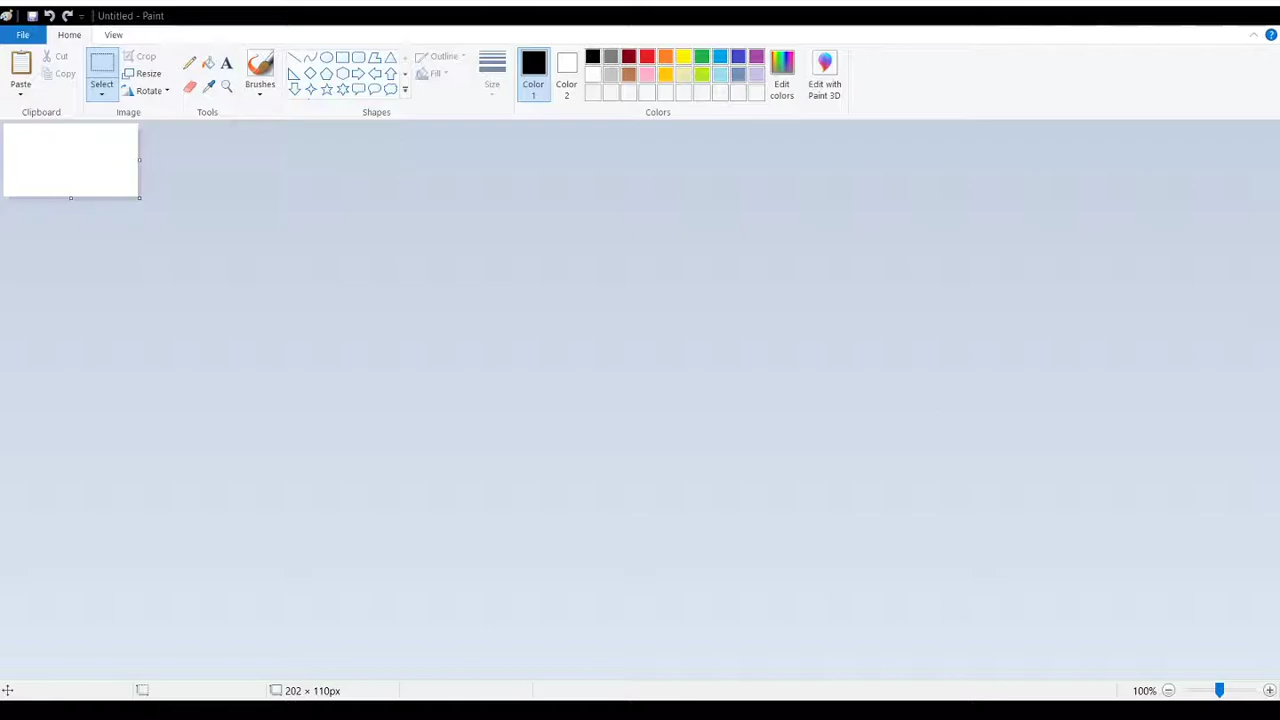 Untitled - Paint
File Home View
Paste
Cut
Copy
Clipboard
Select
Crop
Resize
Rotate
Image
A
Tools
Brushes
Shapes
Outline
Fill
Size
Color 1
Color 2
Colors
Edit colors
Edit with Paint 3D
202 × 110px
100%